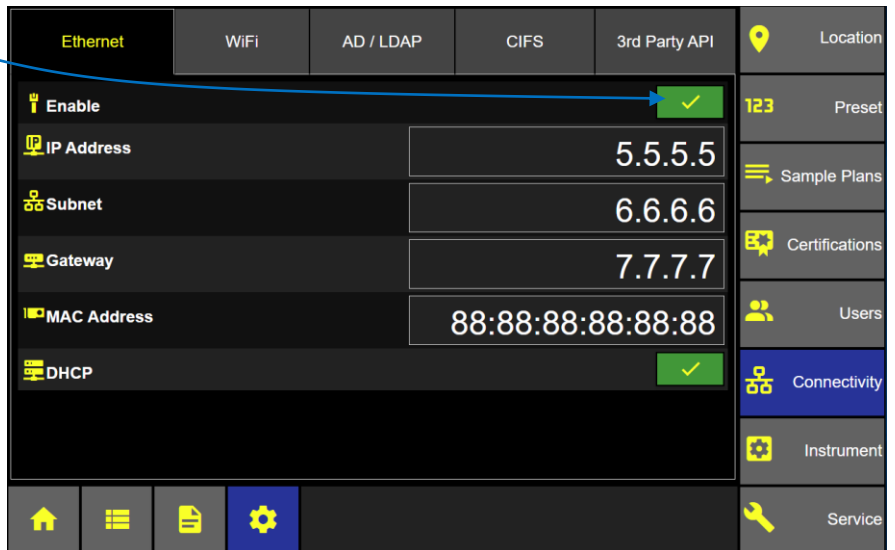 Ethernet WiFi AD / LDAP CIFS 3rd Party API
Location
Enable
123 Preset
IP IP Address 5.5.5.5
Sample Plans
Subnet 6.6.6.6
Certifications
Gateway 7.7.7.7
MAC Address 88:88:88:88:88:88
Users
DHCP
Connectivity
Instrument
Service